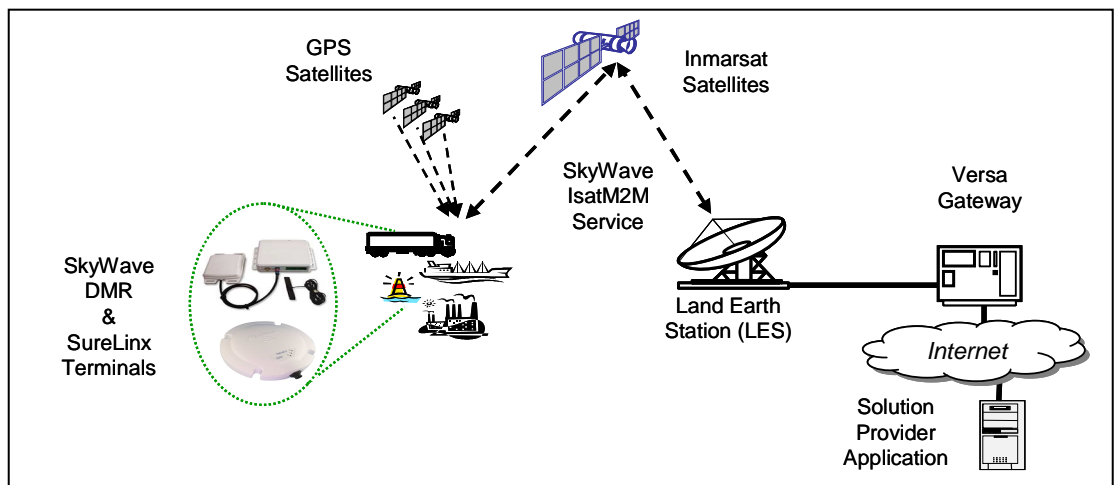 GPS
Satellites
Inmarsat
Satellites
SkyWave
IsatM2M
Service
Versa
Gateway
SkyWave
DMR
&
SureLinx
Terminals
Land Earth
Station (LES)
Internet
Solution
Provider
Application